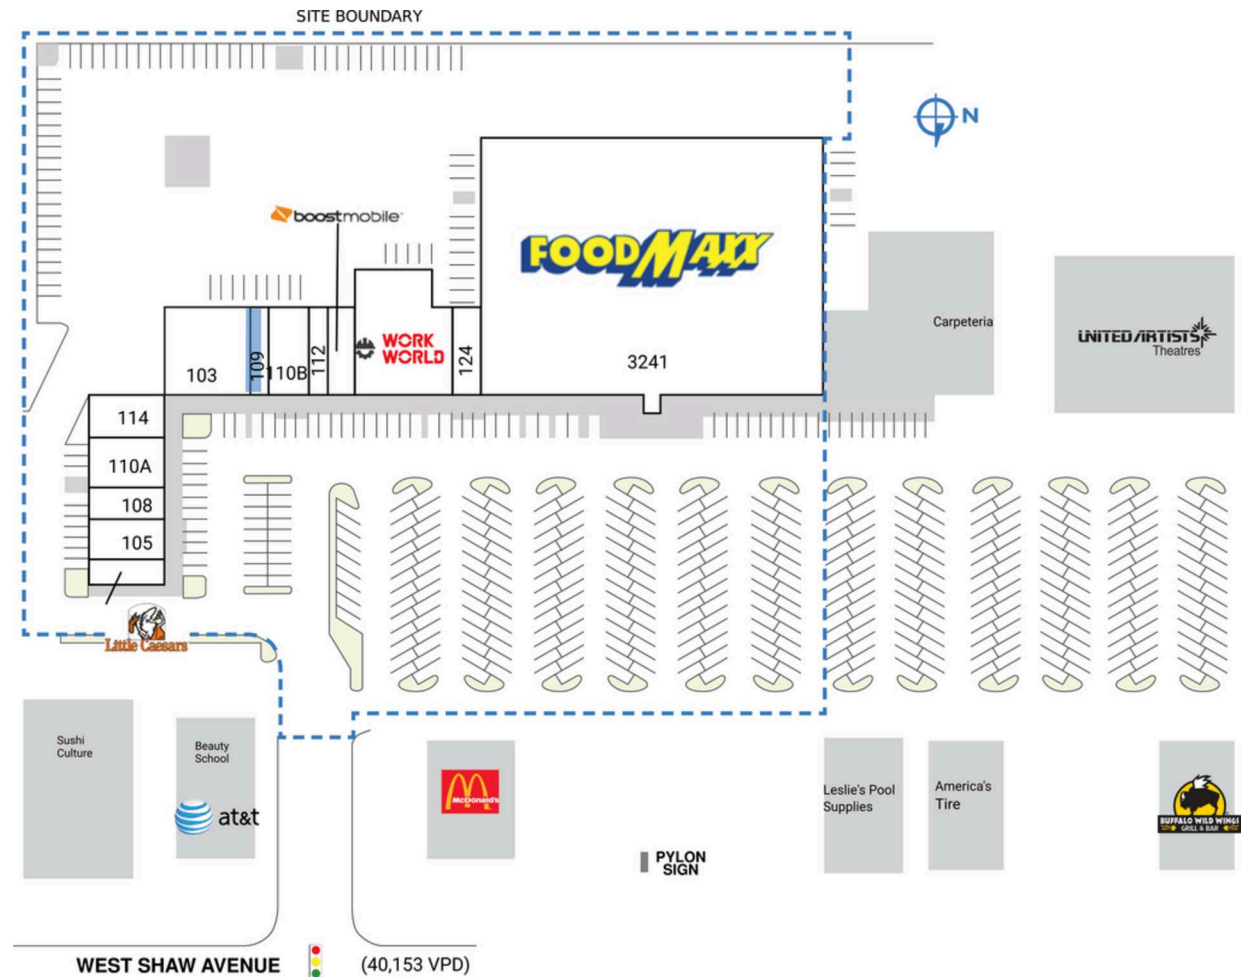 SITE BOUNDARY
N
boostmobile
FOODMAXX
WORK
WORLD
Carpeteria
UNITED ARTISTS
Theatres
103
109
110B
112
124
3241
114
110A
108
105
Little Caesars
Sushi
Culture
Beauty
School
at&t
McDonald's
Leslie's Pool
Supplies
America's
Tire
BUFFALO WILD WINGS
GRILL & BAR
PYLON
SIGN
WEST SHAW AVENUE
(40,153 VPD)